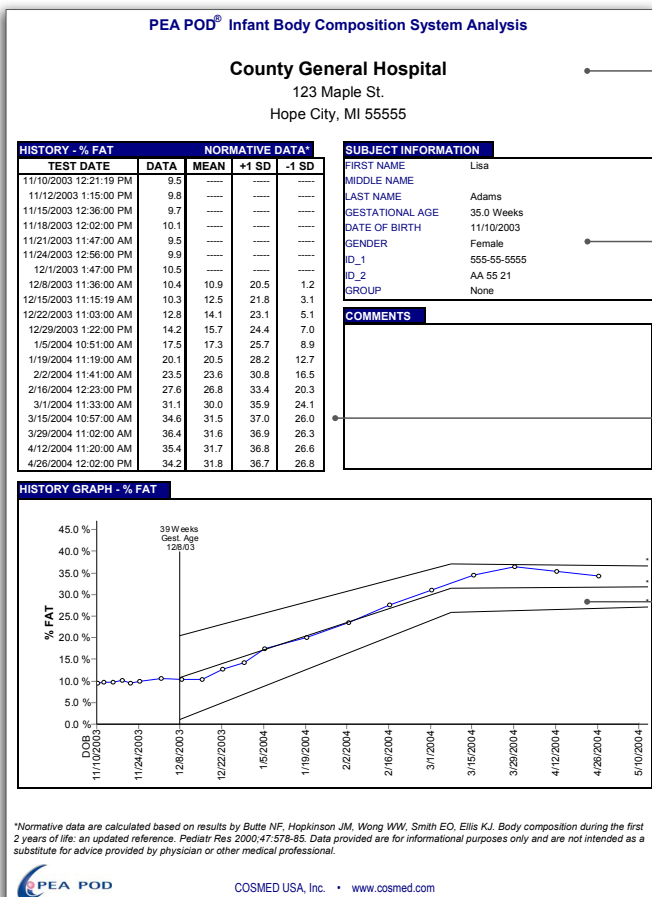 PEA POD® Infant Body Composition System Analysis
County General Hospital
123 Maple St.
Hope City, MI 55555
HISTORY - % FAT NORMATIVE DATA*
TEST DATE DATA MEAN +1 SD -1 SD
11/10/2003 12:21:19 PM 9.5 ----- ----- -----
11/12/2003 1:15:00 PM 9.8 ----- ----- -----
11/15/2003 12:36:00 PM 9.7 ----- ----- -----
11/18/2003 12:02:00 PM 10.1 ----- ----- -----
11/21/2003 11:47:00 AM 9.5 ----- ----- -----
11/24/2003 12:56:00 PM 9.9 ----- ----- -----
12/1/2003 1:47:00 PM 10.5 ----- ----- -----
12/8/2003 11:36:00 AM 10.4 10.9 20.5 1.2
12/15/2003 11:15:19 AM 10.3 12.5 21.8 3.1
12/22/2003 11:03:00 AM 12.8 14.1 23.1 5.1
12/29/2003 1:22:00 PM 14.2 15.7 24.4 7.0
1/5/2004 10:51:00 AM 17.5 17.3 25.7 8.9
1/19/2004 11:19:00 AM 20.1 20.5 28.2 12.7
2/2/2004 11:41:00 AM 23.5 23.6 30.8 16.5
2/16/2004 12:23:00 PM 27.6 26.8 33.4 20.3
3/1/2004 11:33:00 AM 31.1 30.0 35.9 24.1
3/15/2004 10:57:00 AM 34.6 31.5 37.0 26.0
3/29/2004 11:02:00 AM 36.4 31.6 36.9 26.3
4/12/2004 11:20:00 AM 35.4 31.7 36.8 26.6
4/26/2004 12:02:00 PM 34.2 31.8 36.7 26.8
SUBJECT INFORMATION
FIRST NAME Lisa
MIDDLE NAME
LAST NAME Adams
GESTATIONAL AGE 35.0 Weeks
DATE OF BIRTH 11/10/2003
GENDER Female
ID_1 555-55-5555
ID_2 AA 55 21
GROUP None
COMMENTS
HISTORY GRAPH - % FAT
39 Weeks
Gest. Age
12/8/03
% FAT
45.0 %
40.0 %
35.0 %
30.0 %
25.0 %
20.0 %
15.0 %
10.0 %
5.0 %
0.0 %
DOB
11/10/2003
11/24/2003
12/8/2003
12/22/2003
1/5/2004
1/19/2004
2/2/2004
2/16/2004
3/1/2004
3/15/2004
3/29/2004
4/12/2004
4/26/2004
5/10/2004
*
*
*
*Normative data are calculated based on results by Butte NF, Hopkinson JM, Wong WW, Smith EO, Ellis KJ. Body composition during the first
2 years of life: an updated reference. Pediatr Res 2000;47:578-85. Data provided are for informational purposes only and are not intended as a
substitute for advice provided by physician or other medical professional.
PEA POD
COSMED USA, Inc. • www.cosmed.com